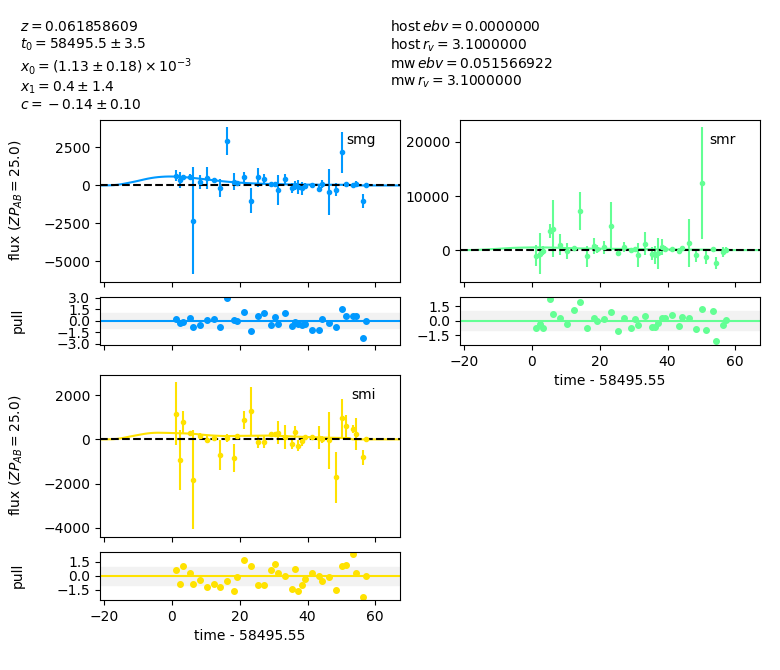 z = 0.061858609
t₀ = 58495.5 ± 3.5
x₀ = (1.13 ± 0.18) × 10⁻³
x₁ = 0.4 ± 1.4
c = −0.14 ± 0.10
host ebv = 0.0000000
host r_v = 3.1000000
mw ebv = 0.051566922
mw r_v = 3.1000000
flux (ZP_AB = 25.0)
smg
2500
0
−2500
−5000
smr
20000
10000
0
pull
3.0
1.5
0.0
−1.5
−3.0
1.5
0.0
−1.5
−20 0 20 40 60
time - 58495.55
flux (ZP_AB = 25.0)
smi
2000
0
−2000
−4000
pull
1.5
0.0
−1.5
−20 0 20 40 60
time - 58495.55